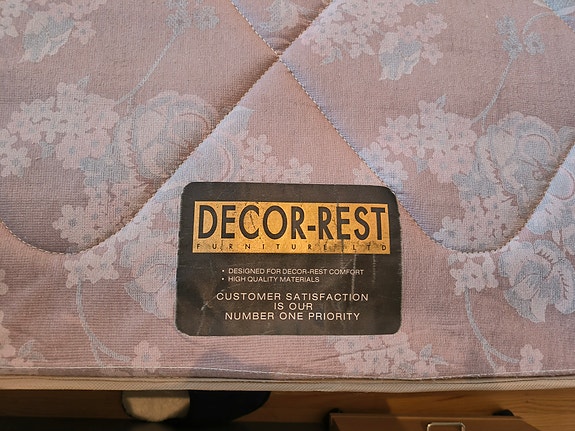 DECOR-REST
FURNITURE LTD
• DESIGNED FOR DECOR-REST COMFORT
• HIGH QUALITY MATERIALS
CUSTOMER SATISFACTION
IS OUR
NUMBER ONE PRIORITY